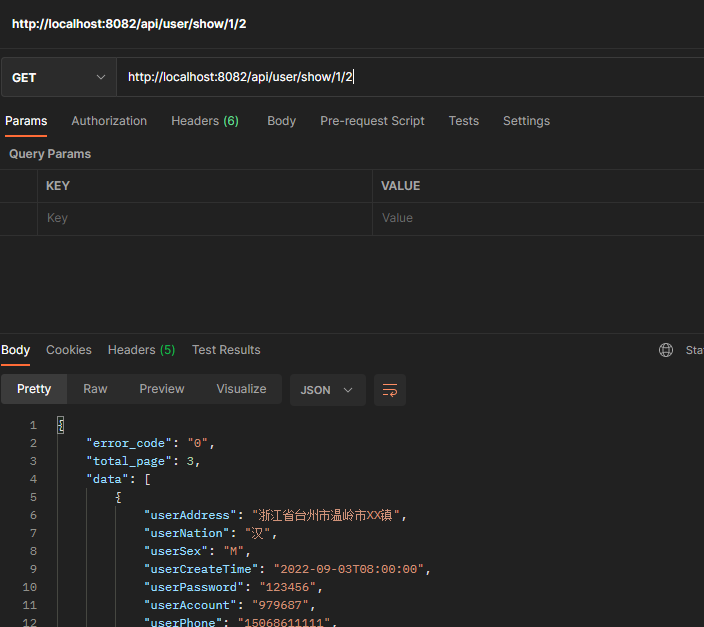 http://localhost:8082/api/user/show/1/2
GET http://localhost:8082/api/user/show/1/2
Params Authorization Headers (6) Body Pre-request Script Tests Settings
Query Params
KEY VALUE
Key Value
Body Cookies Headers (5) Test Results Sta
Pretty Raw Preview Visualize JSON
1 {
2 "error_code": "0",
3 "total_page": 3,
4 "data": [
5 {
6 "userAddress": "浙江省台州市温岭市XX镇",
7 "userNation": "汉",
8 "userSex": "M",
9 "userCreateTime": "2022-09-03T08:00:00",
10 "userPassword": "123456",
11 "userAccount": "979687",
12 "userPhone": "15068611111",